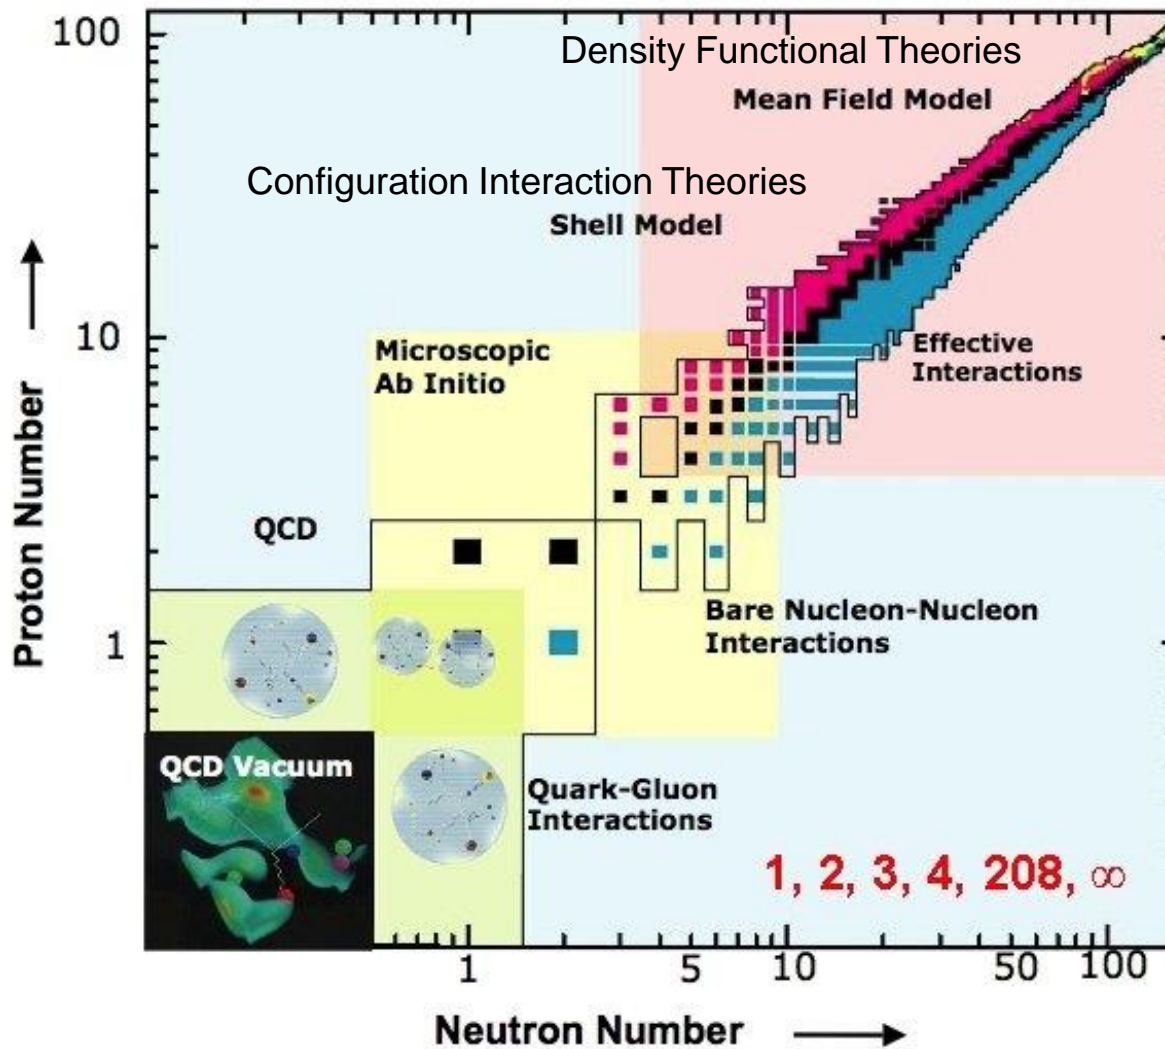 100
Density Functional Theories
Mean Field Model
Configuration Interaction Theories
Shell Model
10
Microscopic
Ab Initio
Effective
Interactions
Proton Number
QCD
Bare Nucleon-Nucleon
Interactions
1
QCD Vacuum
Quark-Gluon
Interactions
1, 2, 3, 4, 208, ∞
1
5
10
50
100
Neutron Number